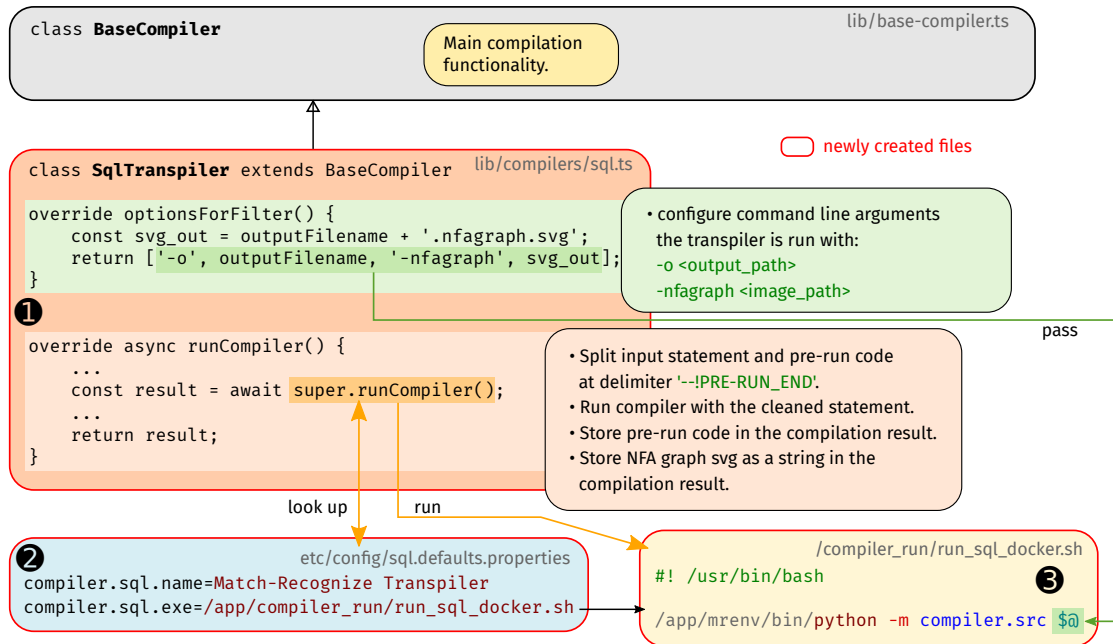 class BaseCompiler
lib/base-compiler.ts
Main compilation
functionality.
class SqlTranspiler extends BaseCompiler
lib/compilers/sql.ts
newly created files
override optionsForFilter() {
    const svg_out = outputFilename + '.nfagraph.svg';
    return ['-o', outputFilename, '-nfagraph', svg_out];
}
• configure command line arguments
the transpiler is run with:
-o <output_path>
-nfagraph <image_path>
1
pass
override async runCompiler() {
    ...
    const result = await super.runCompiler();
    ...
    return result;
}
• Split input statement and pre-run code
at delimiter '--!PRE-RUN_END'.
• Run compiler with the cleaned statement.
• Store pre-run code in the compilation result.
• Store NFA graph svg as a string in the
compilation result.
look up
run
2
etc/config/sql.defaults.properties
compiler.sql.name=Match-Recognize Transpiler
compiler.sql.exe=/app/compiler_run/run_sql_docker.sh
/compiler_run/run_sql_docker.sh
#! /usr/bin/bash
3
/app/mrenv/bin/python -m compiler.src $@